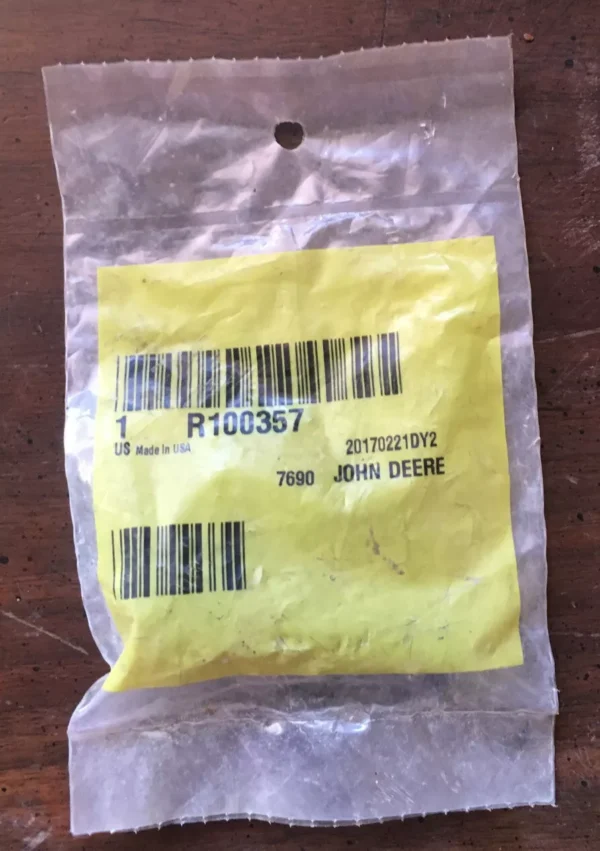 1 R100357
US Made in USA
20170221DY2
7690 JOHN DEERE